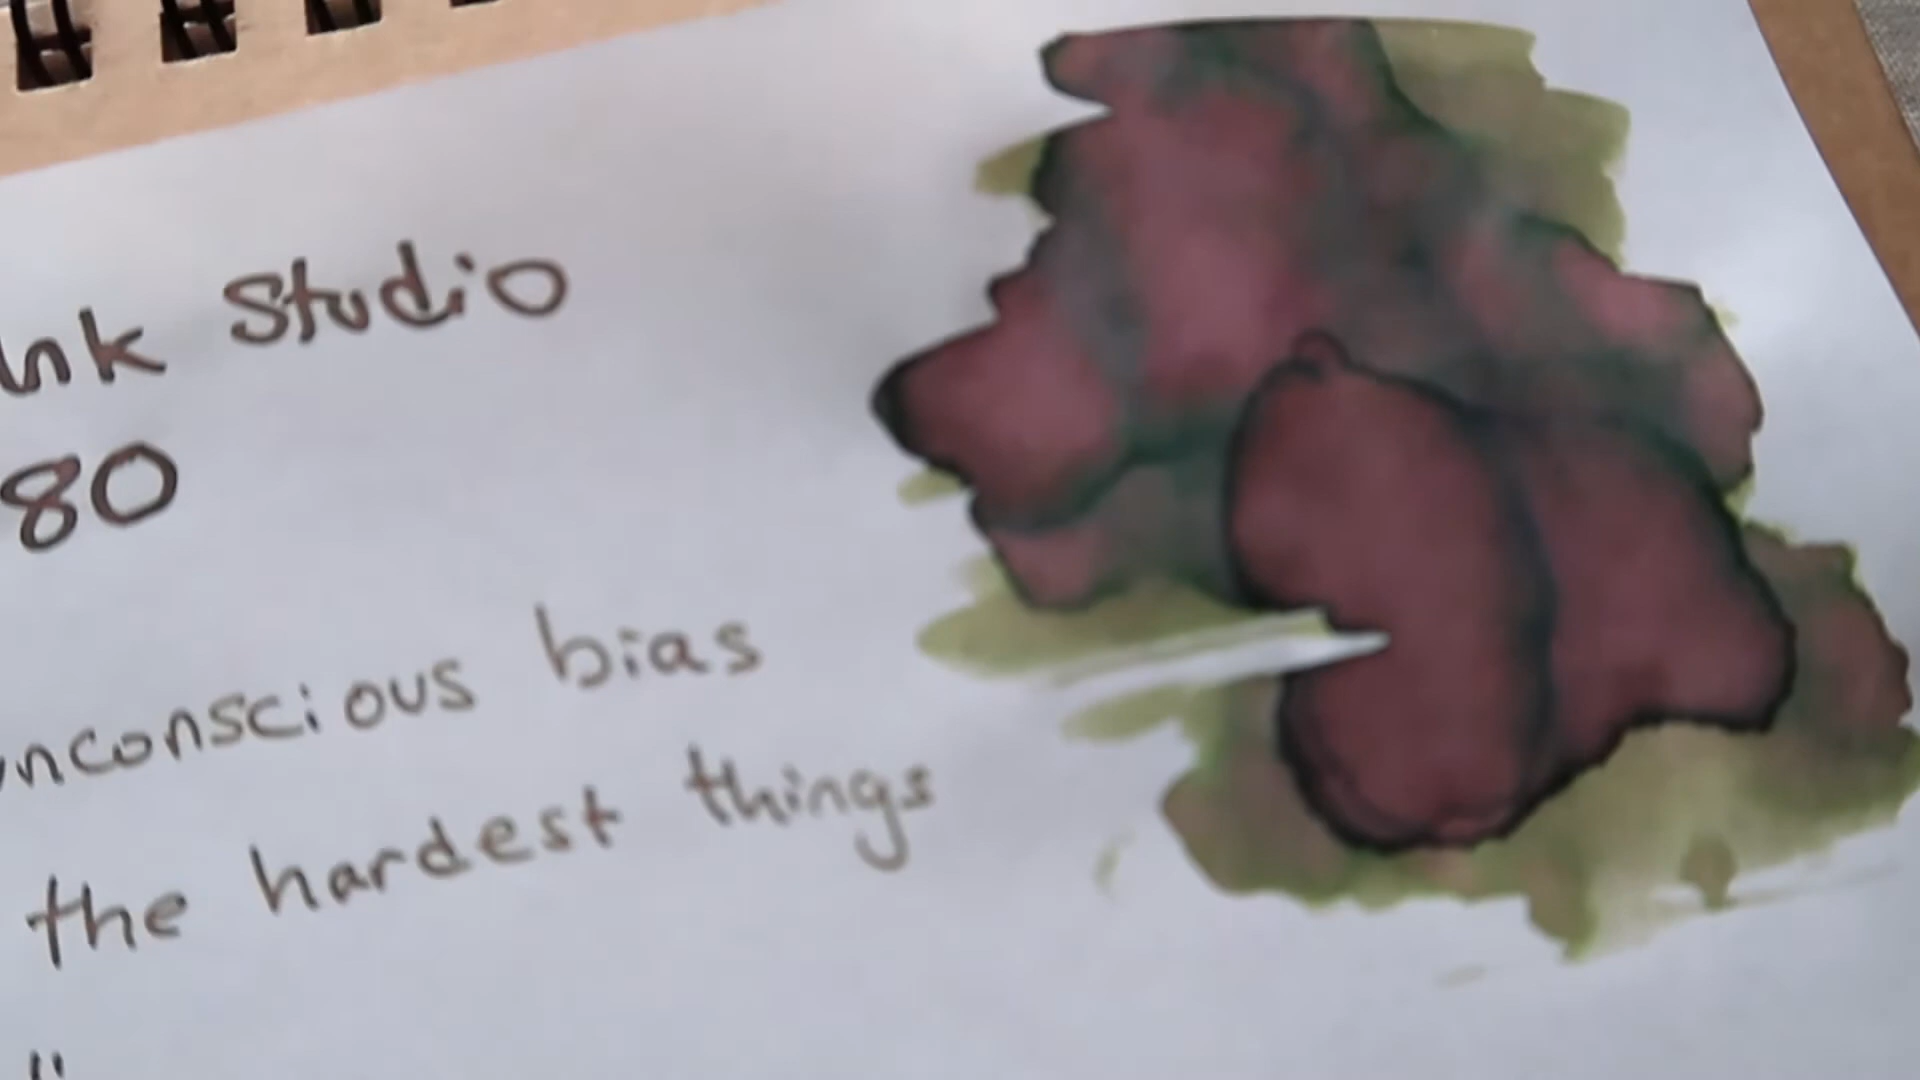 nk Studio
80
nconscious bias
the hardest things